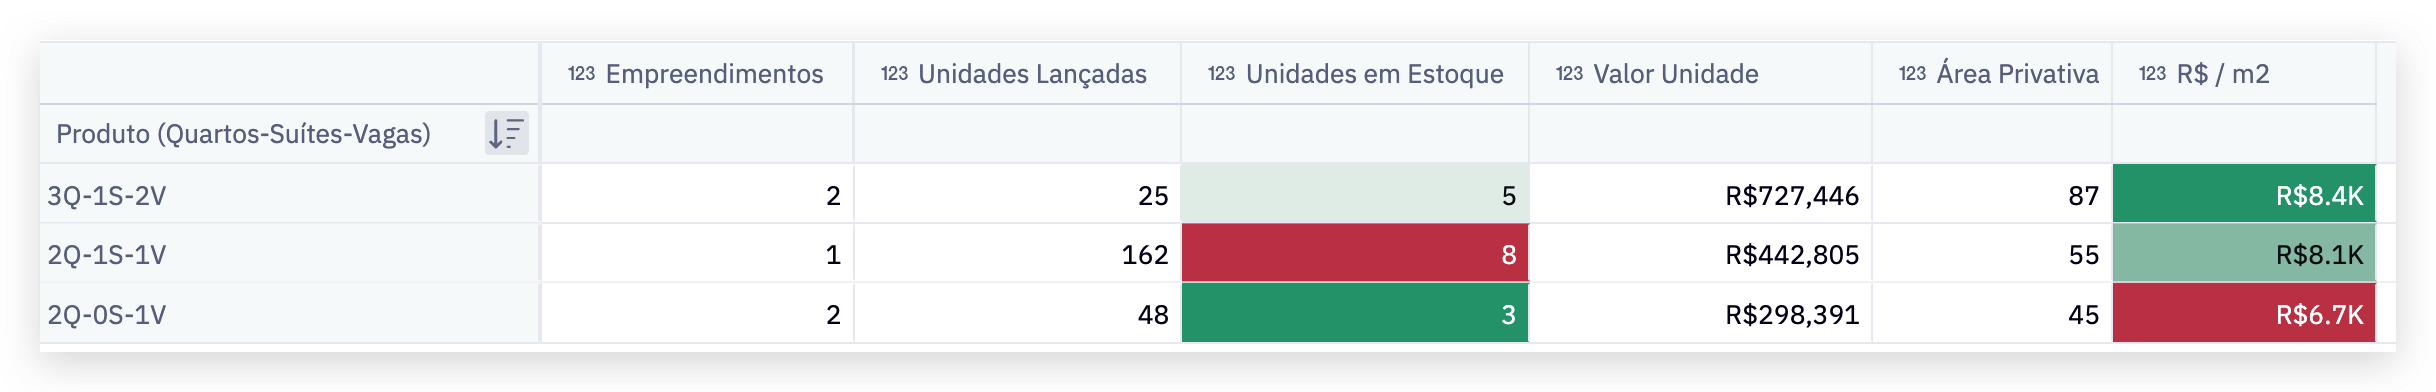 123 Empreendimentos 123 Unidades Lançadas 123 Unidades em Estoque 123 Valor Unidade 123 Área Privativa 123 R$ / m2
Produto (Quartos-Suítes-Vagas)
3Q-1S-2V 2 25 5 R$727,446 87 R$8.4K
2Q-1S-1V 1 162 8 R$442,805 55 R$8.1K
2Q-0S-1V 2 48 3 R$298,391 45 R$6.7K